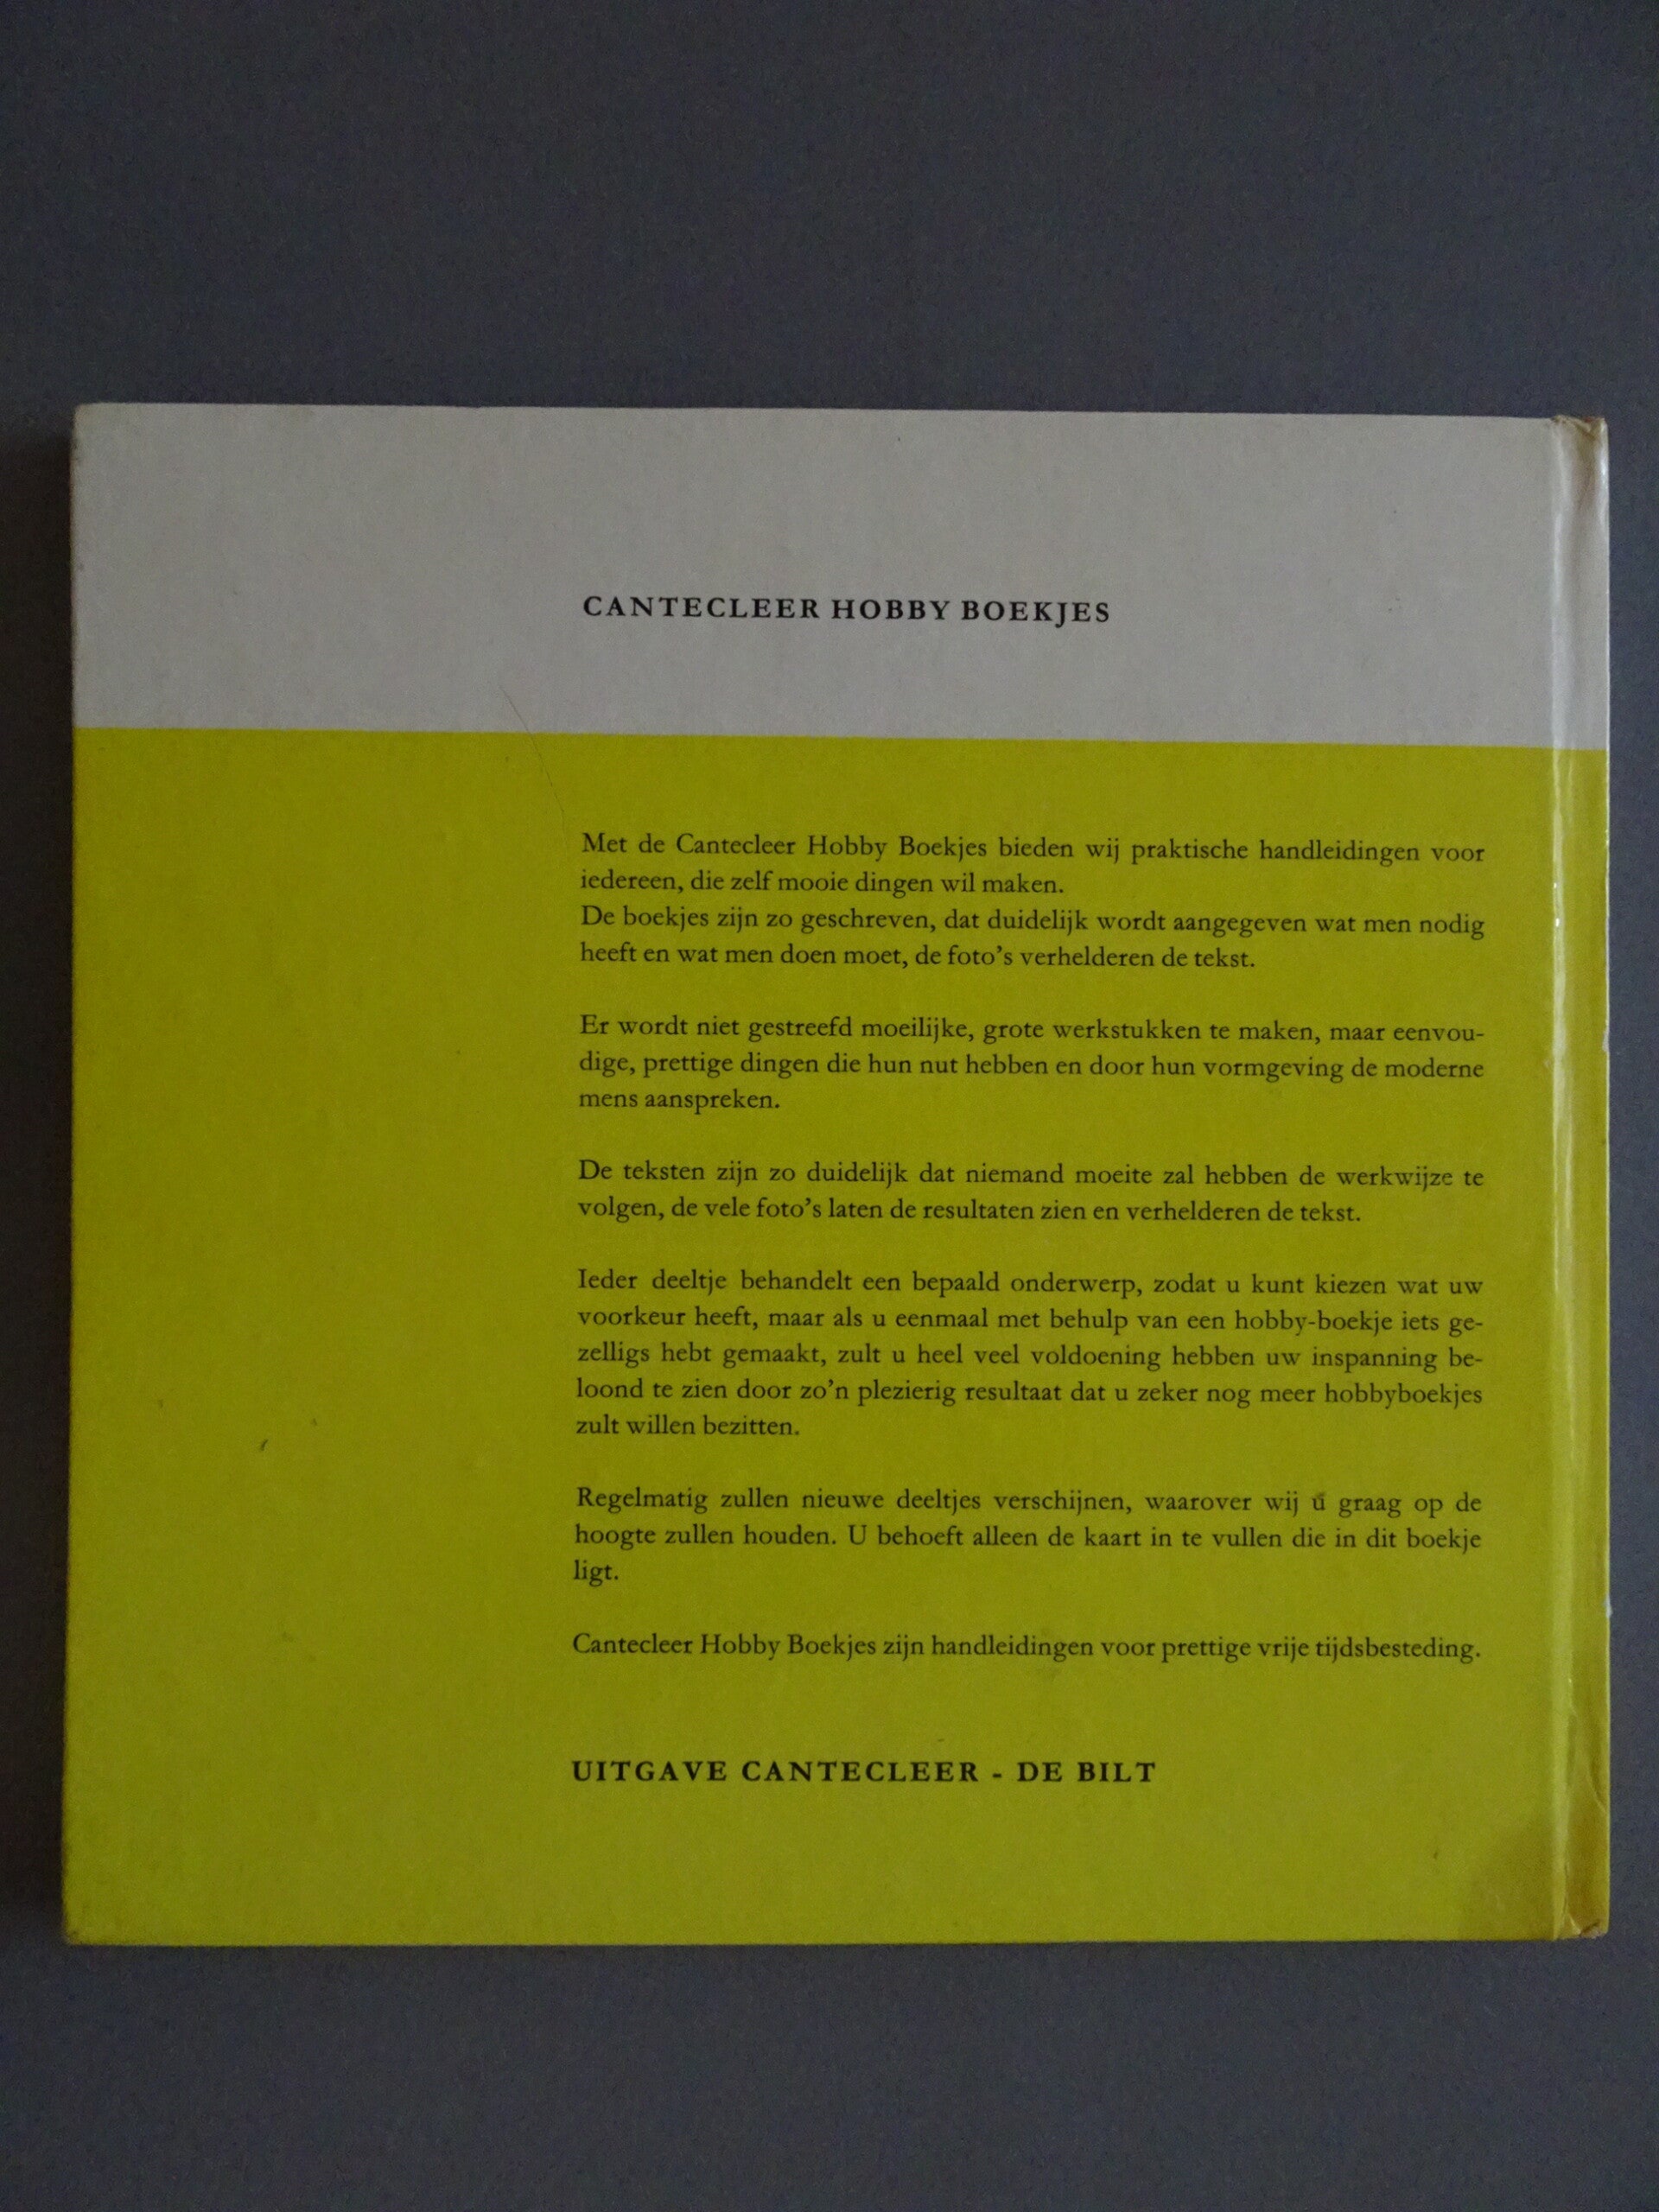 CANTECLEER HOBBY BOEKJES
Met de Cantecleer Hobby Boekjes bieden wij praktische handleidingen voor
iedereen, die zelf mooie dingen wil maken.
De boekjes zijn zo geschreven, dat duidelijk wordt aangegeven wat men nodig
heeft en wat men doen moet, de foto's verhelderen de tekst.
Er wordt niet gestreefd moeilijke, grote werkstukken te maken, maar eenvou-
dige, prettige dingen die hun nut hebben en door hun vormgeving de moderne
mens aanspreken.
De teksten zijn zo duidelijk dat niemand moeite zal hebben de werkwijze te
volgen, de vele foto's laten de resultaten zien en verhelderen de tekst.
Ieder deeltje behandelt een bepaald onderwerp, zodat u kunt kiezen wat uw
voorkeur heeft, maar als u eenmaal met behulp van een hobby-boekje iets ge-
zelligs hebt gemaakt, zult u heel veel voldoening hebben uw inspanning be-
loond te zien door zo'n plezierig resultaat dat u zeker nog meer hobbyboekjes
zult willen bezitten.
Regelmatig zullen nieuwe deeltjes verschijnen, waarover wij u graag op de
hoogte zullen houden. U behoeft alleen de kaart in te vullen die in dit boekje
ligt.
Cantecleer Hobby Boekjes zijn handleidingen voor prettige vrije tijdsbesteding.
UITGAVE CANTECLEER - DE BILT